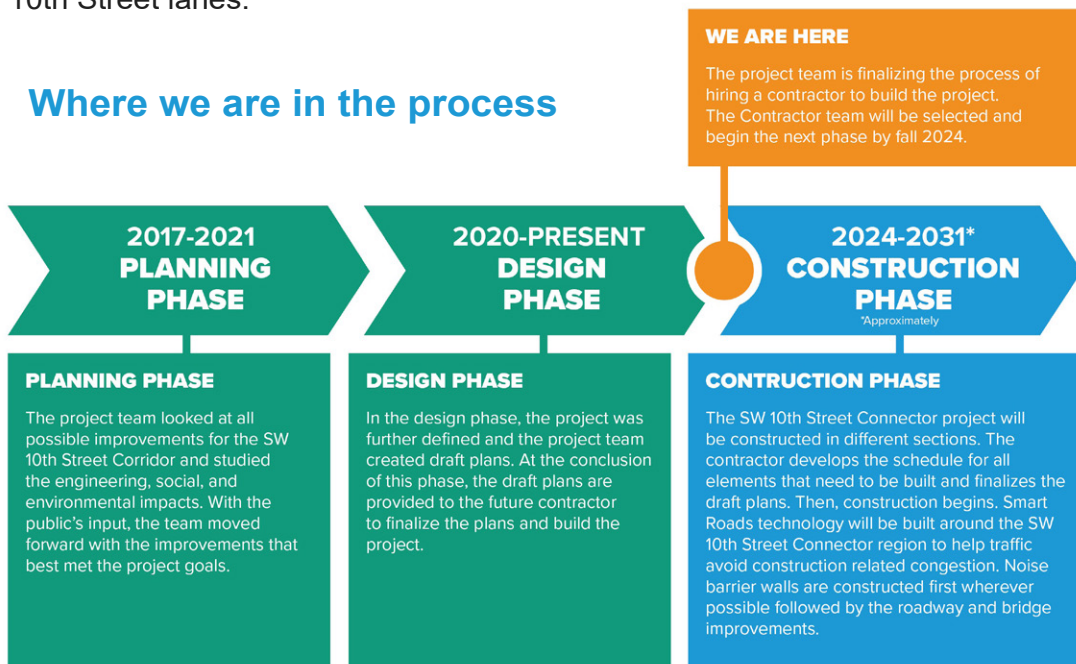 10th Street lanes.
Where we are in the process
WE ARE HERE
The project team is finalizing the process of
hiring a contractor to build the project.
The Contractor team will be selected and
begin the next phase by fall 2024.
2017-2021
PLANNING
PHASE
2020-PRESENT
DESIGN
PHASE
2024-2031*
CONSTRUCTION
PHASE
*Approximately
PLANNING PHASE
The project team looked at all
possible improvements for the SW
10th Street Corridor and studied
the engineering, social, and
environmental impacts. With the
public's input, the team moved
forward with the improvements that
best met the project goals.
DESIGN PHASE
In the design phase, the project was
further defined and the project team
created draft plans. At the conclusion
of this phase, the draft plans are
provided to the future contractor
to finalize the plans and build the
project.
CONTRUCTION PHASE
The SW 10th Street Connector project will
be constructed in different sections. The
contractor develops the schedule for all
elements that need to be built and finalizes the
draft plans. Then, construction begins. Smart
Roads technology will be built around the SW
10th Street Connector region to help traffic
avoid construction related congestion. Noise
barrier walls are constructed first wherever
possible followed by the roadway and bridge
improvements.